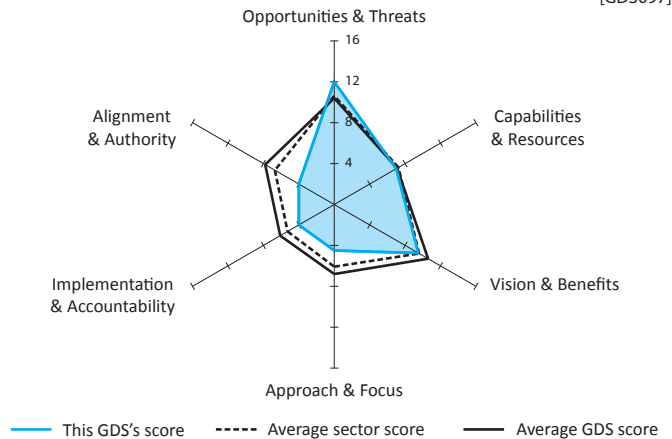 [GDS097]
Opportunities & Threats
16
12
8
4
Alignment
& Authority
Capabilities
& Resources
Implementation
& Accountability
Vision & Benefits
Approach & Focus
This GDS's score
Average sector score
Average GDS score